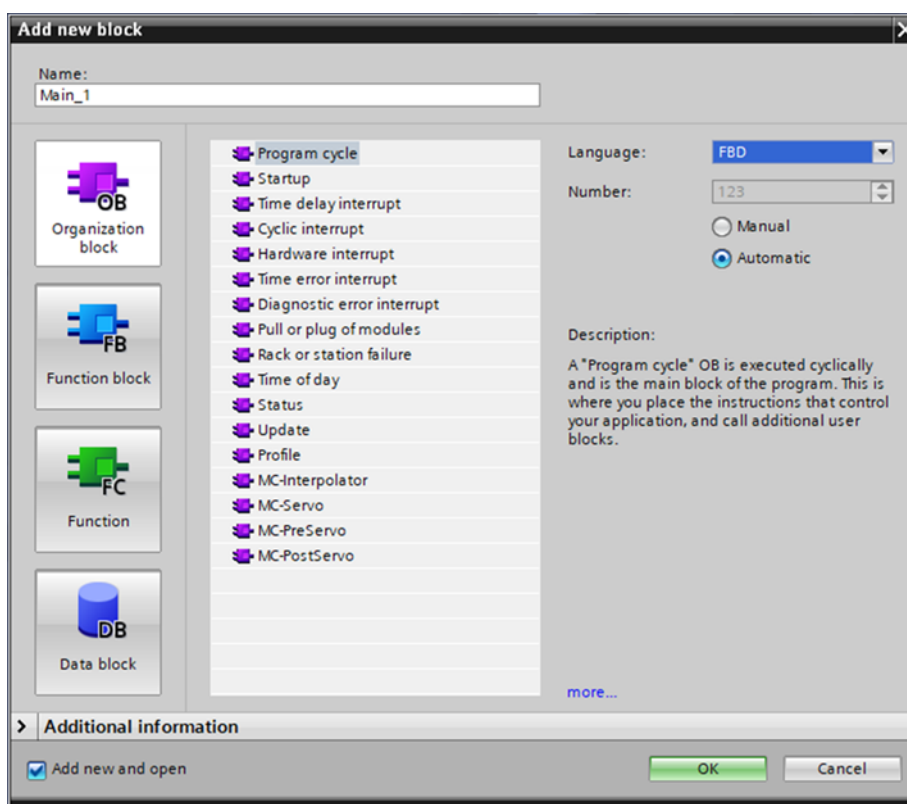 Add new block
Name:
Main_1
OB
Organization
block
FB
Function block
FC
Function
DB
Data block
Program cycle
Startup
Time delay interrupt
Cyclic interrupt
Hardware interrupt
Time error interrupt
Diagnostic error interrupt
Pull or plug of modules
Rack or station failure
Time of day
Status
Update
Profile
MC-Interpolator
MC-Servo
MC-PreServo
MC-PostServo
Language:
FBD
Number:
123
Manual
Automatic
Description:
A "Program cycle" OB is executed cyclically
and is the main block of the program. This is
where you place the instructions that control
your application, and call additional user
blocks.
more...
Additional information
Add new and open
OK
Cancel